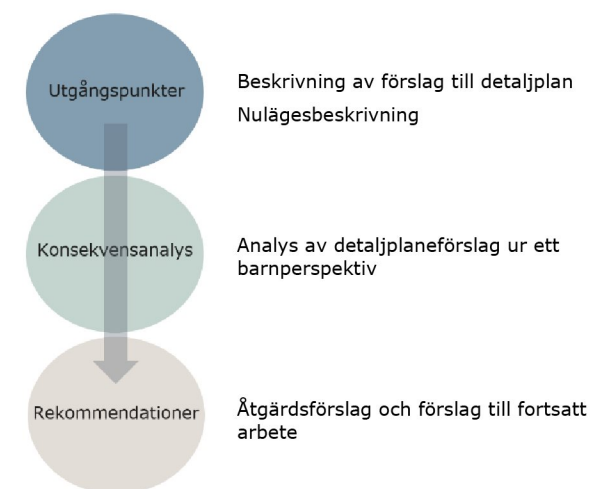 Utgångspunkter
Beskrivning av förslag till detaljplan
Nulägesbeskrivning
Konsekvensanalys
Analys av detaljplaneförslag ur ett
barnperspektiv
Rekommendationer
Åtgärdsförslag och förslag till fortsatt
arbete